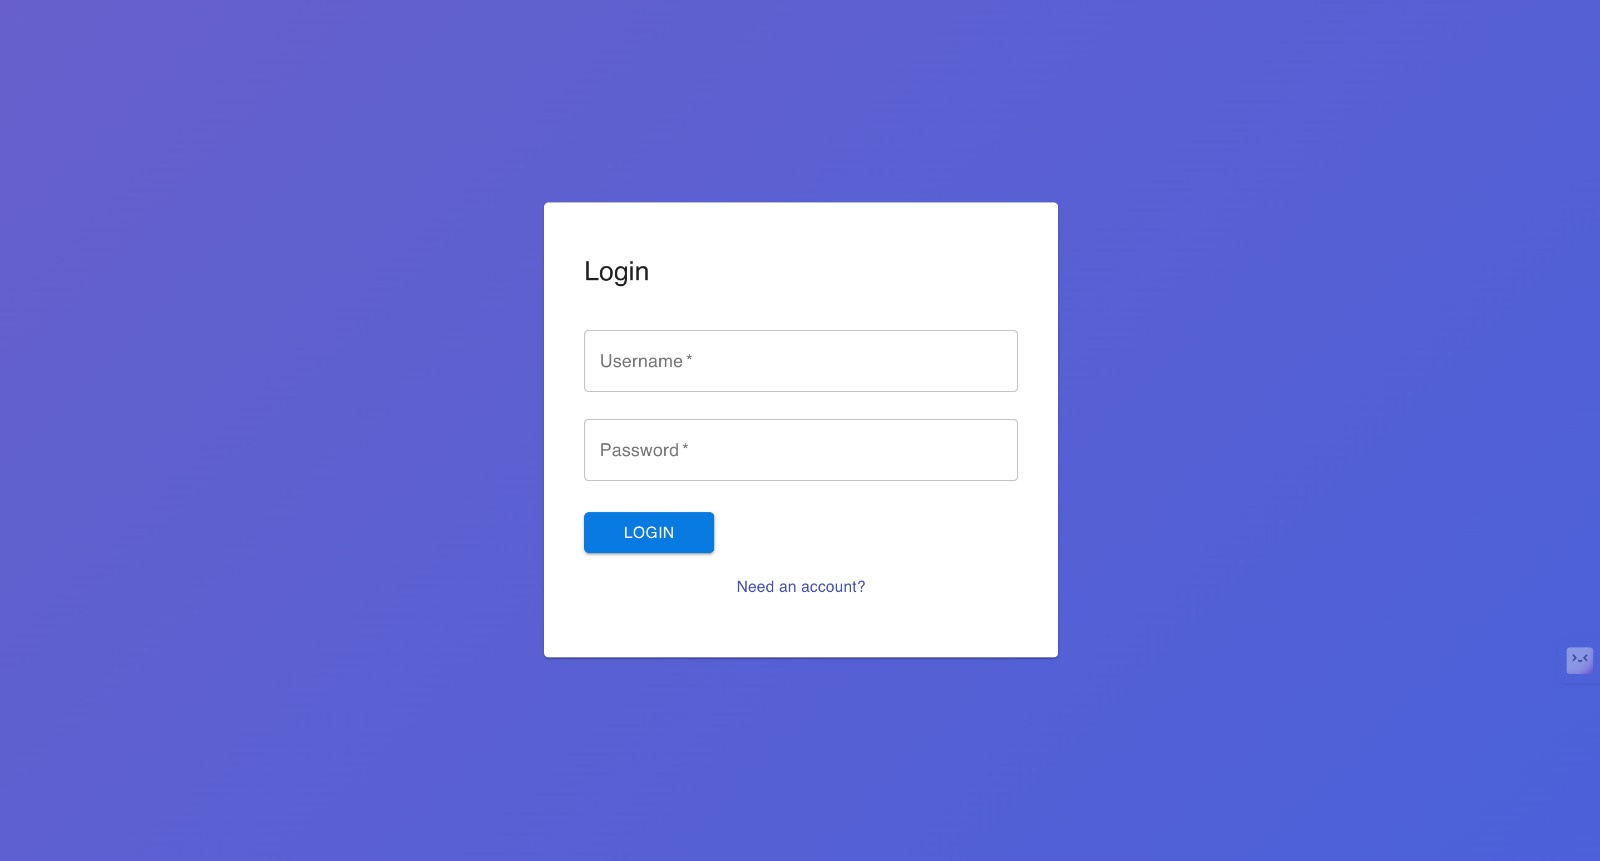 Login
Username *
Password *
LOGIN
Need an account?